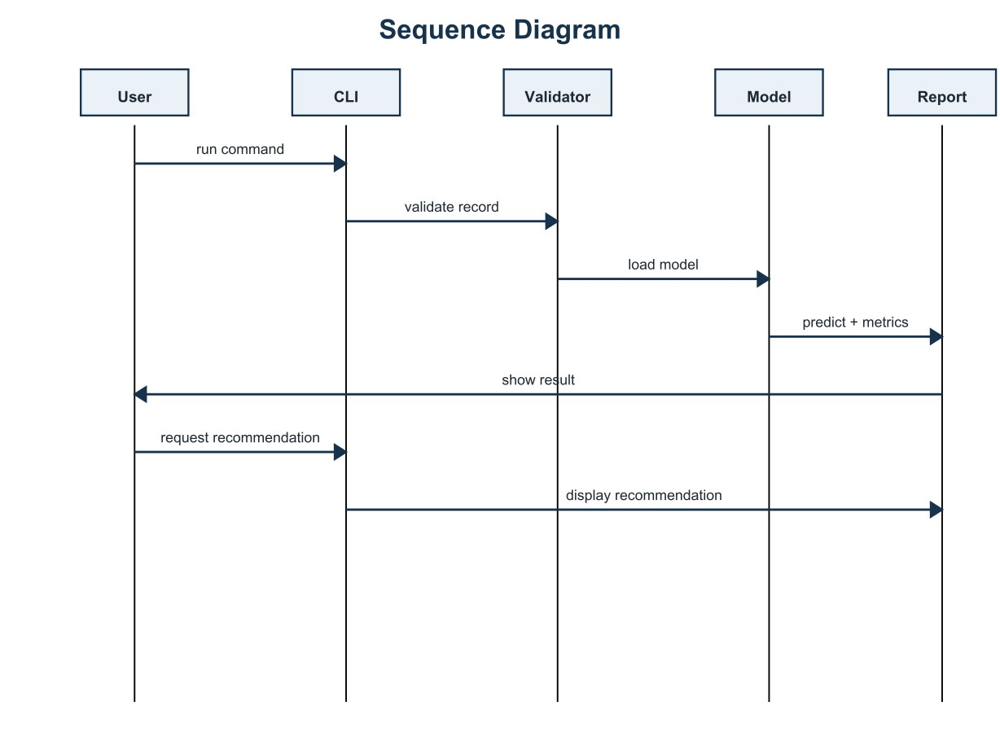 Sequence Diagram
User
CLI
Validator
Model
Report
run command
validate record
load model
predict + metrics
show result
request recommendation
display recommendation